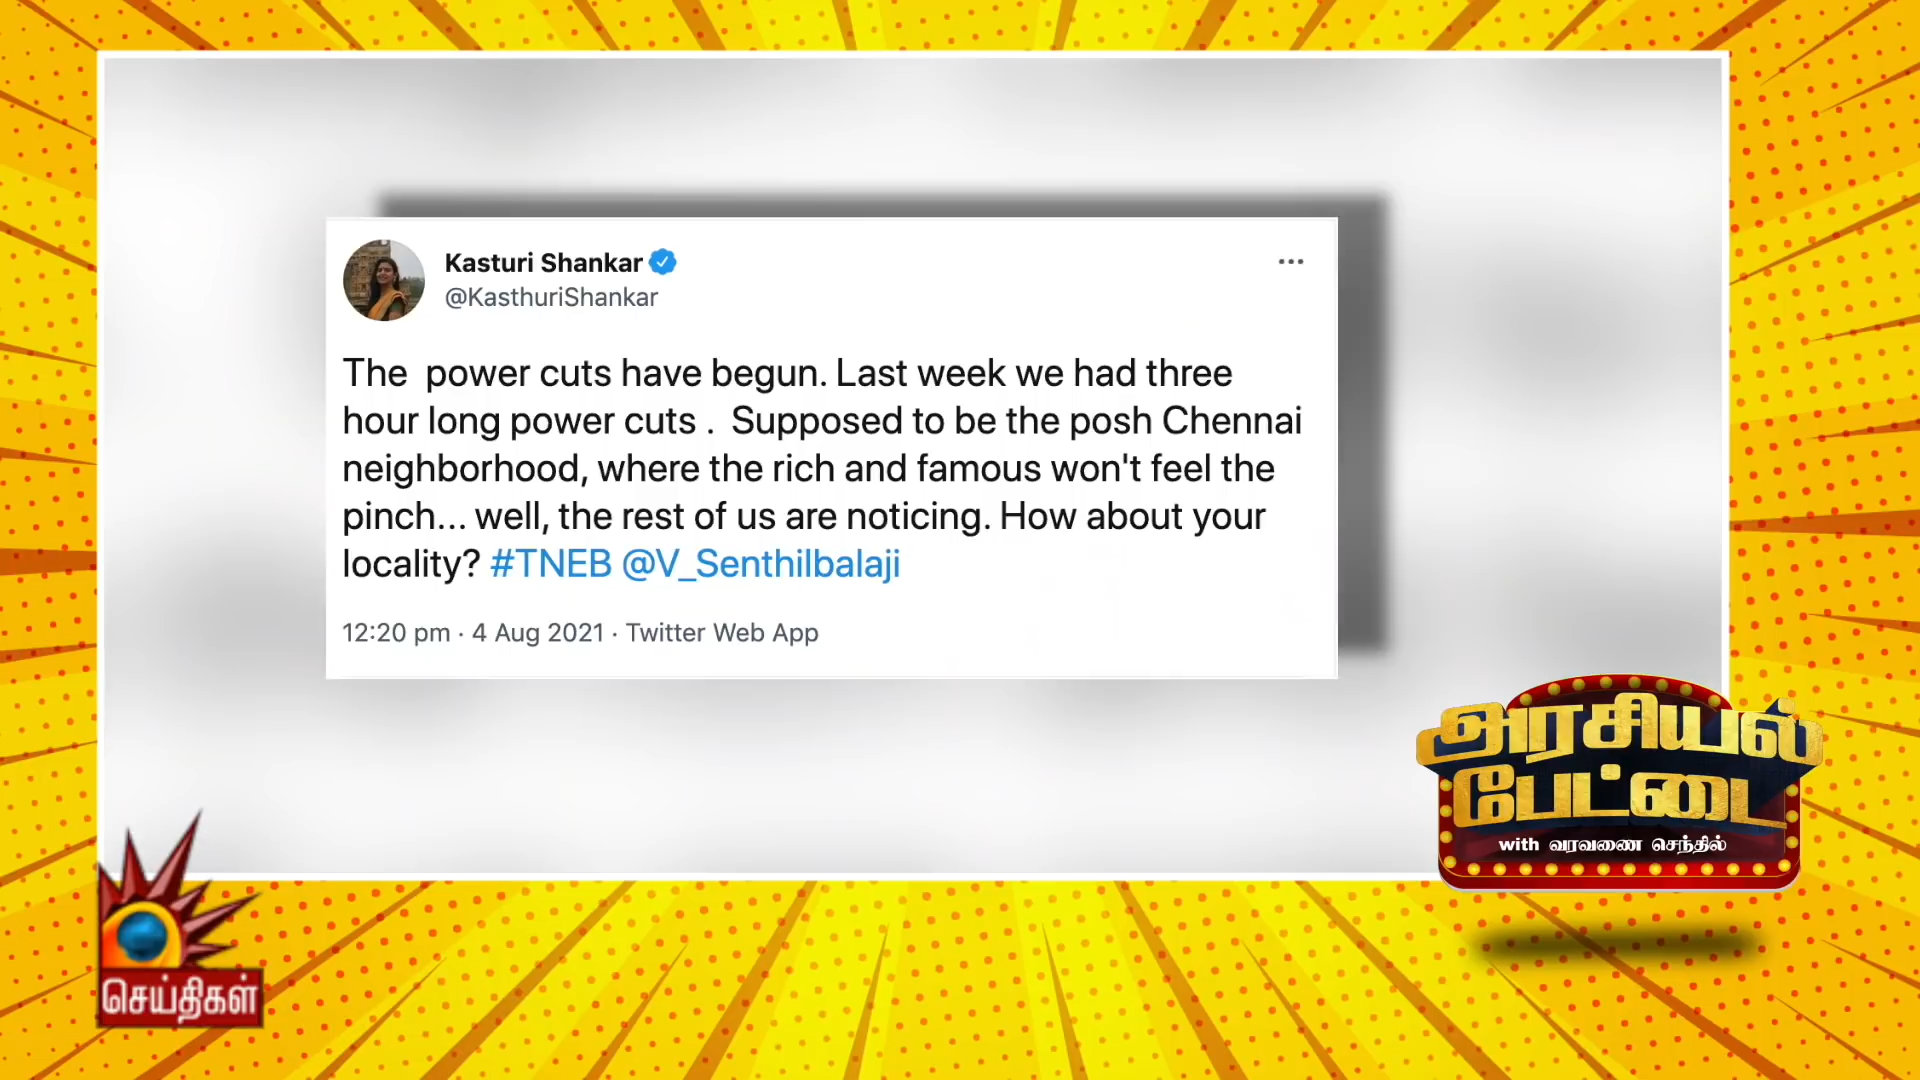 Kasturi Shankar
@KasthuriShankar
The  power cuts have begun. Last week we had three
hour long power cuts .  Supposed to be the posh Chennai
neighborhood, where the rich and famous won't feel the
pinch... well, the rest of us are noticing. How about your
locality? #TNEB @V_Senthilbalaji
12:20 pm · 4 Aug 2021 · Twitter Web App
அரசியல்
பேட்டை
with வரவணை செந்தில்
செய்திகள்